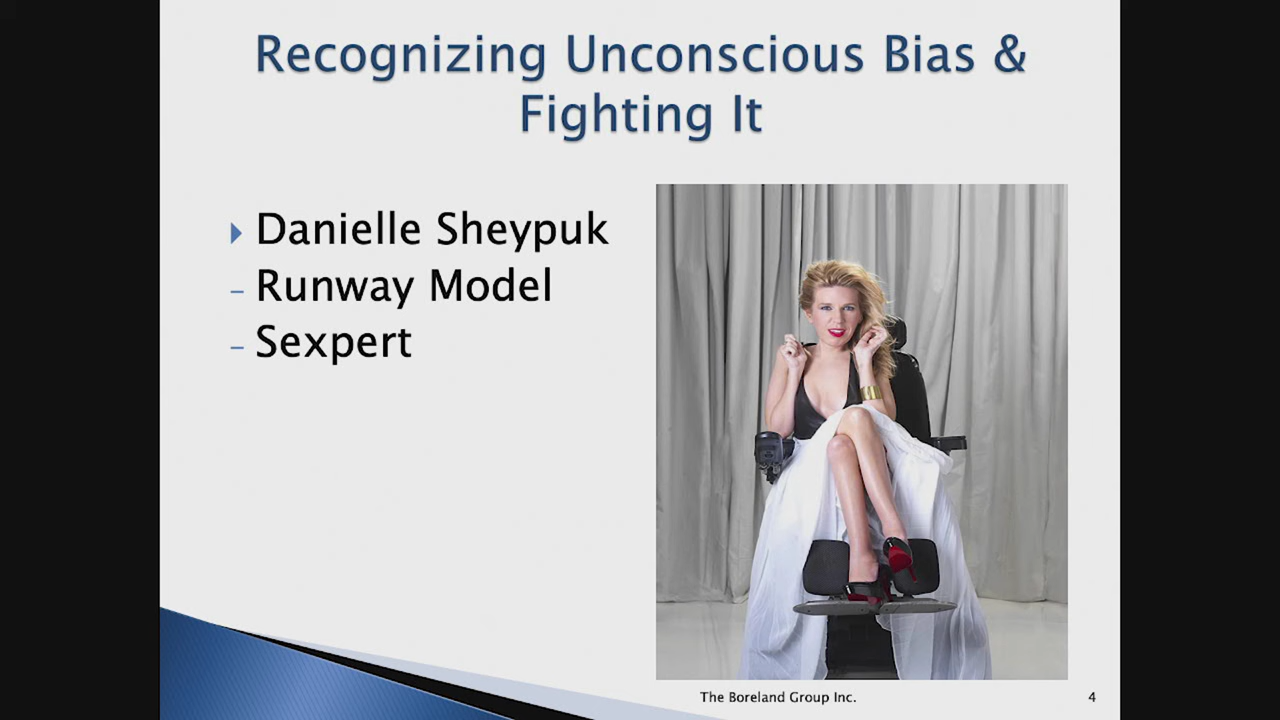 Recognizing Unconscious Bias &
Fighting It
Danielle Sheypuk
– Runway Model
– Sexpert
The Boreland Group Inc.
4